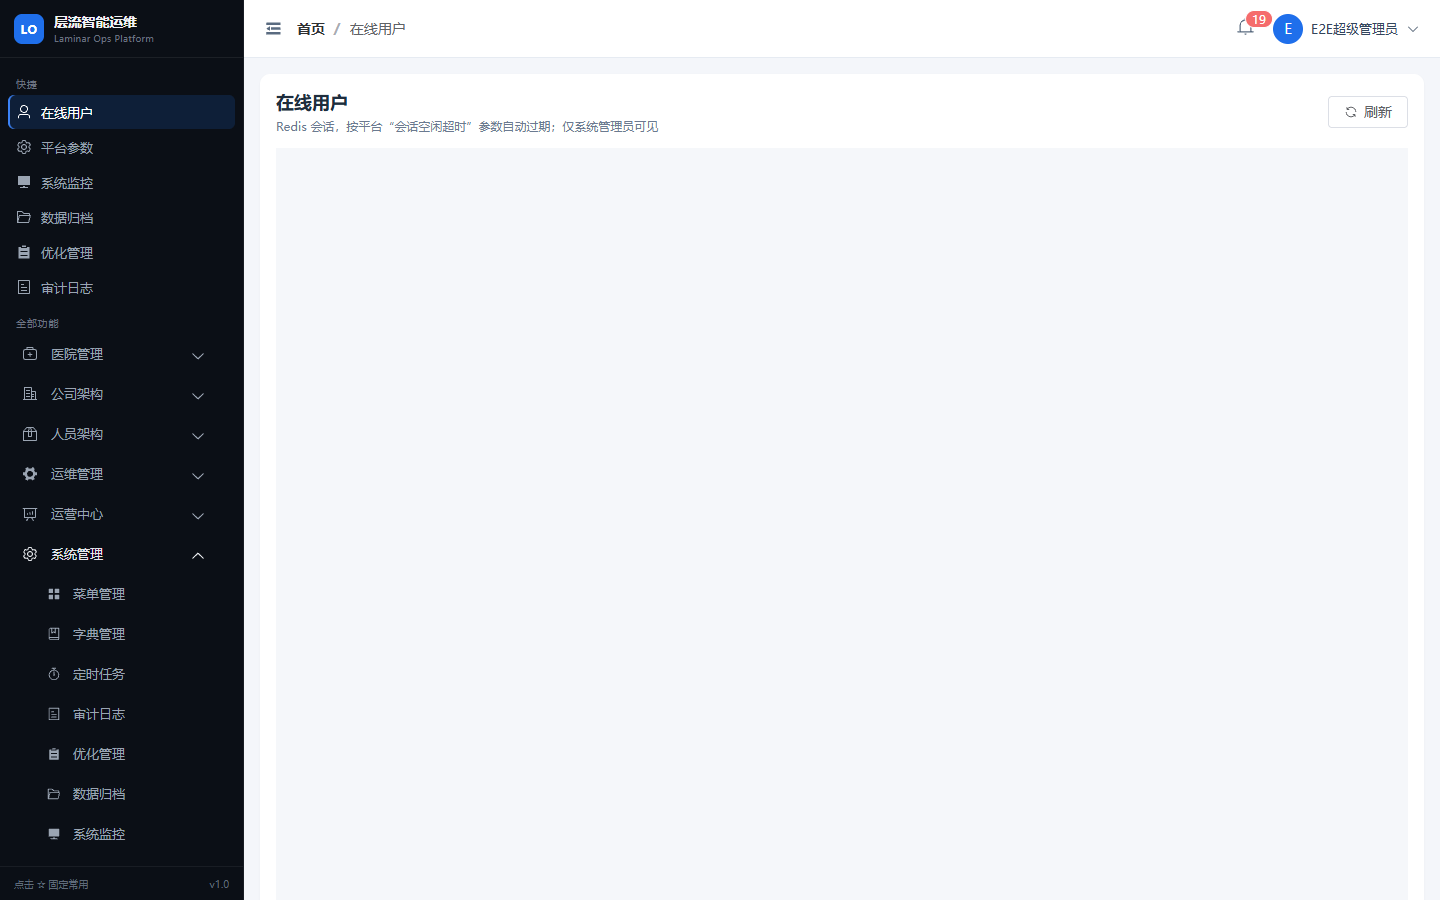 LO
层流智能运维
Laminar Ops Platform
快捷
在线用户
平台参数
系统监控
数据归档
优化管理
审计日志
全部功能
医院管理
公司架构
人员架构
运维管理
运营中心
系统管理
菜单管理
字典管理
定时任务
审计日志
优化管理
数据归档
系统监控
点击 ☆ 固定常用
v1.0
首页 / 在线用户
19
E
E2E超级管理员
在线用户
Redis 会话，按平台“会话空闲超时”参数自动过期；仅系统管理员可见
刷新